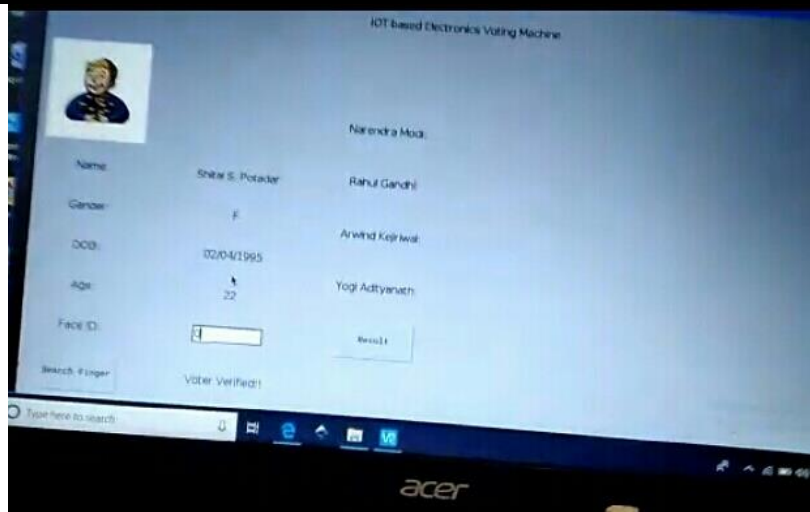 IOT based Electronics Voting Machine
Narendra Modi:
Name:
Shital S. Potadar
Rahul Gandhi:
Gender:
F
Arwind Kejriwal:
DOB:
02/04/1995
Age:
22
Yogi Adityanath:
Face ID:
0
Result
Search Finger
Voter Verified!!
Type here to search
acer